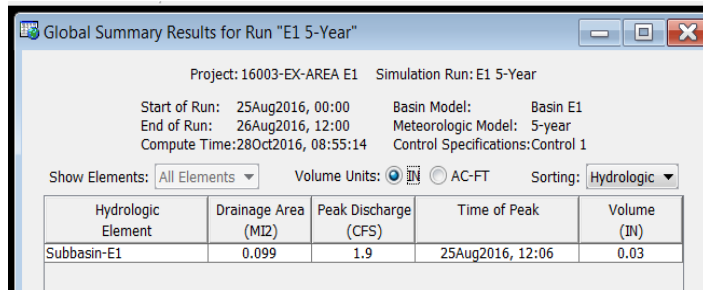 Global Summary Results for Run "E1 5-Year"
Project: 16003-EX-AREA E1 Simulation Run: E1 5-Year
Start of Run: 25Aug2016, 00:00 Basin Model: Basin E1
End of Run: 26Aug2016, 12:00 Meteorologic Model: 5-year
Compute Time:28Oct2016, 08:55:14 Control Specifications:Control 1
Show Elements: All Elements Volume Units: IN AC-FT Sorting: Hydrologic
Hydrologic Drainage Area Peak Discharge Time of Peak Volume
Element (MI2) (CFS) (IN)
Subbasin-E1 0.099 1.9 25Aug2016, 12:06 0.03